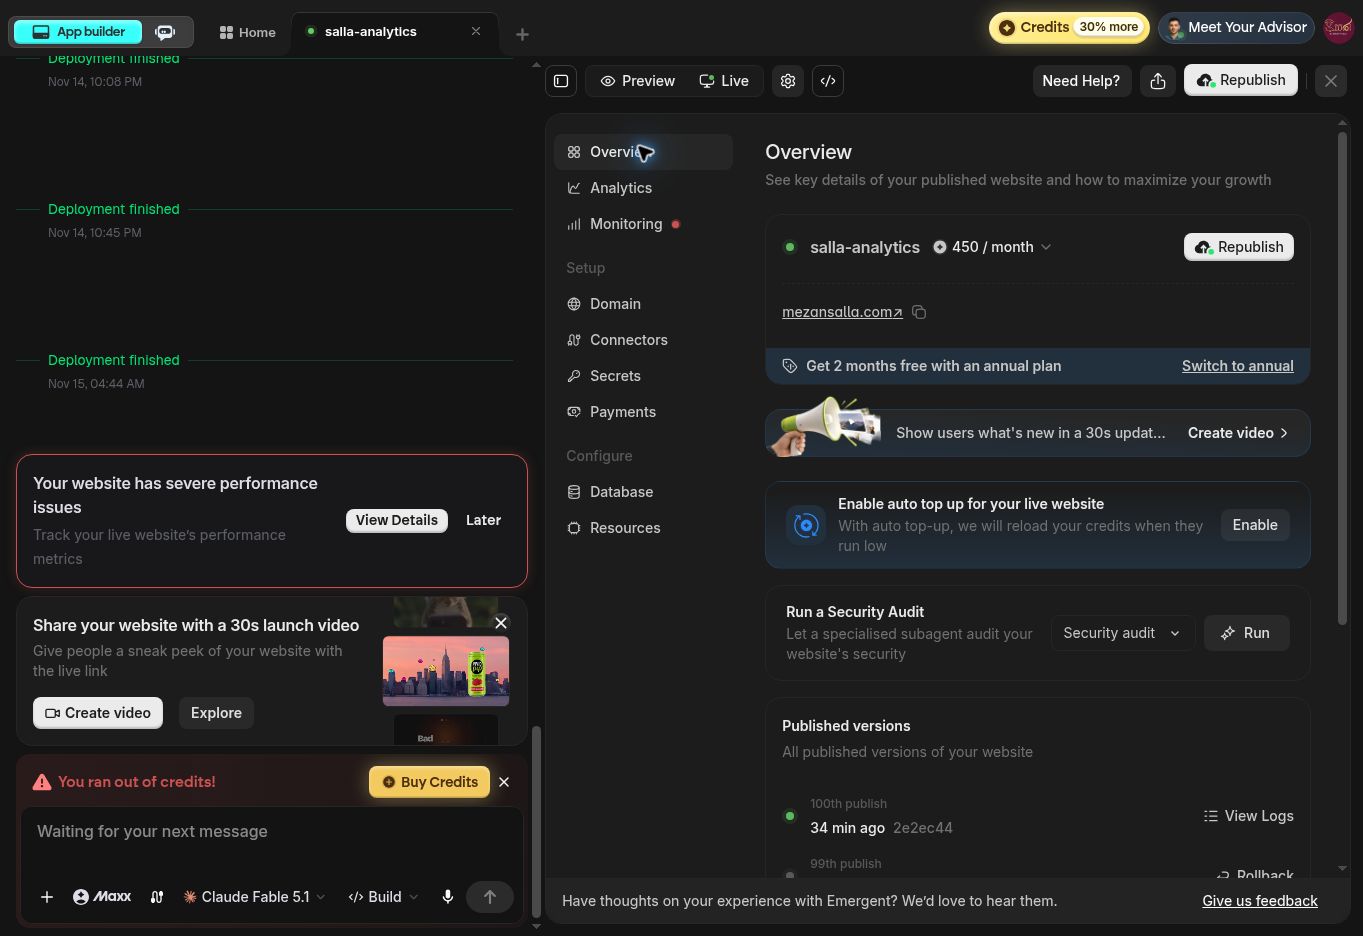 App builder
Home
salla-analytics
Credits 30% more
Meet Your Advisor
Deployment finished
Nov 14, 10:08 PM
Deployment finished
Nov 14, 10:45 PM
Deployment finished
Nov 15, 04:44 AM
Your website has severe performance
issues
Track your live website's performance
metrics
View Details
Later
Share your website with a 30s launch video
Give people a sneak peek of your website with
the live link
Create video
Explore
Bad
You ran out of credits!
Buy Credits
Waiting for your next message
Maxx
Claude Fable 5.1
Build
Preview
Live
Need Help?
Republish
Overview
Analytics
Monitoring
Setup
Domain
Connectors
Secrets
Payments
Configure
Database
Resources
Overview
See key details of your published website and how to maximize your growth
salla-analytics 450 / month
Republish
mezansalla.com↗
Get 2 months free with an annual plan
Switch to annual
Show users what's new in a 30s updat...
Create video
Enable auto top up for your live website
With auto top-up, we will reload your credits when they
run low
Enable
Run a Security Audit
Let a specialised subagent audit your
website's security
Security audit
Run
Published versions
All published versions of your website
100th publish
34 min ago 2e2ec44
View Logs
99th publish
Rollback
Have thoughts on your experience with Emergent? We'd love to hear them.
Give us feedback